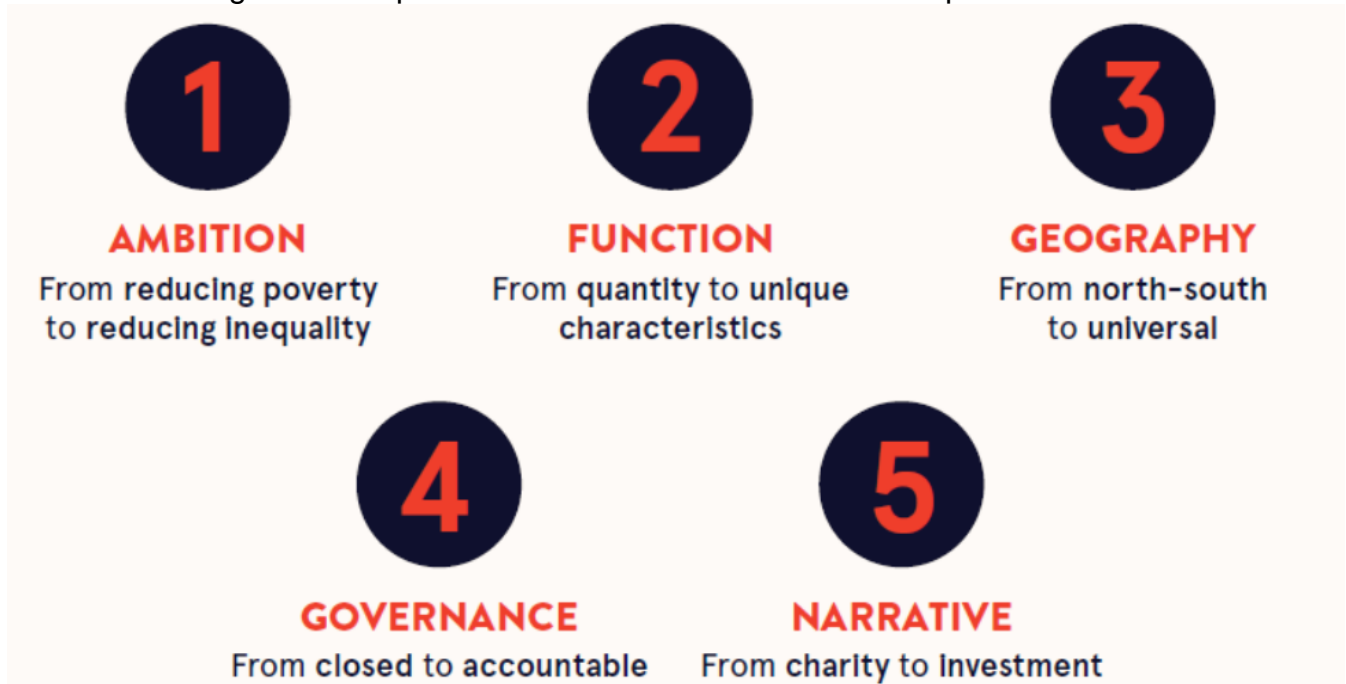 1
2
3
AMBITION
FUNCTION
GEOGRAPHY
From reducing poverty
to reducing inequality
From quantity to unique
characteristics
From north-south
to universal
4
5
GOVERNANCE
NARRATIVE
From closed to accountable
From charity to investment